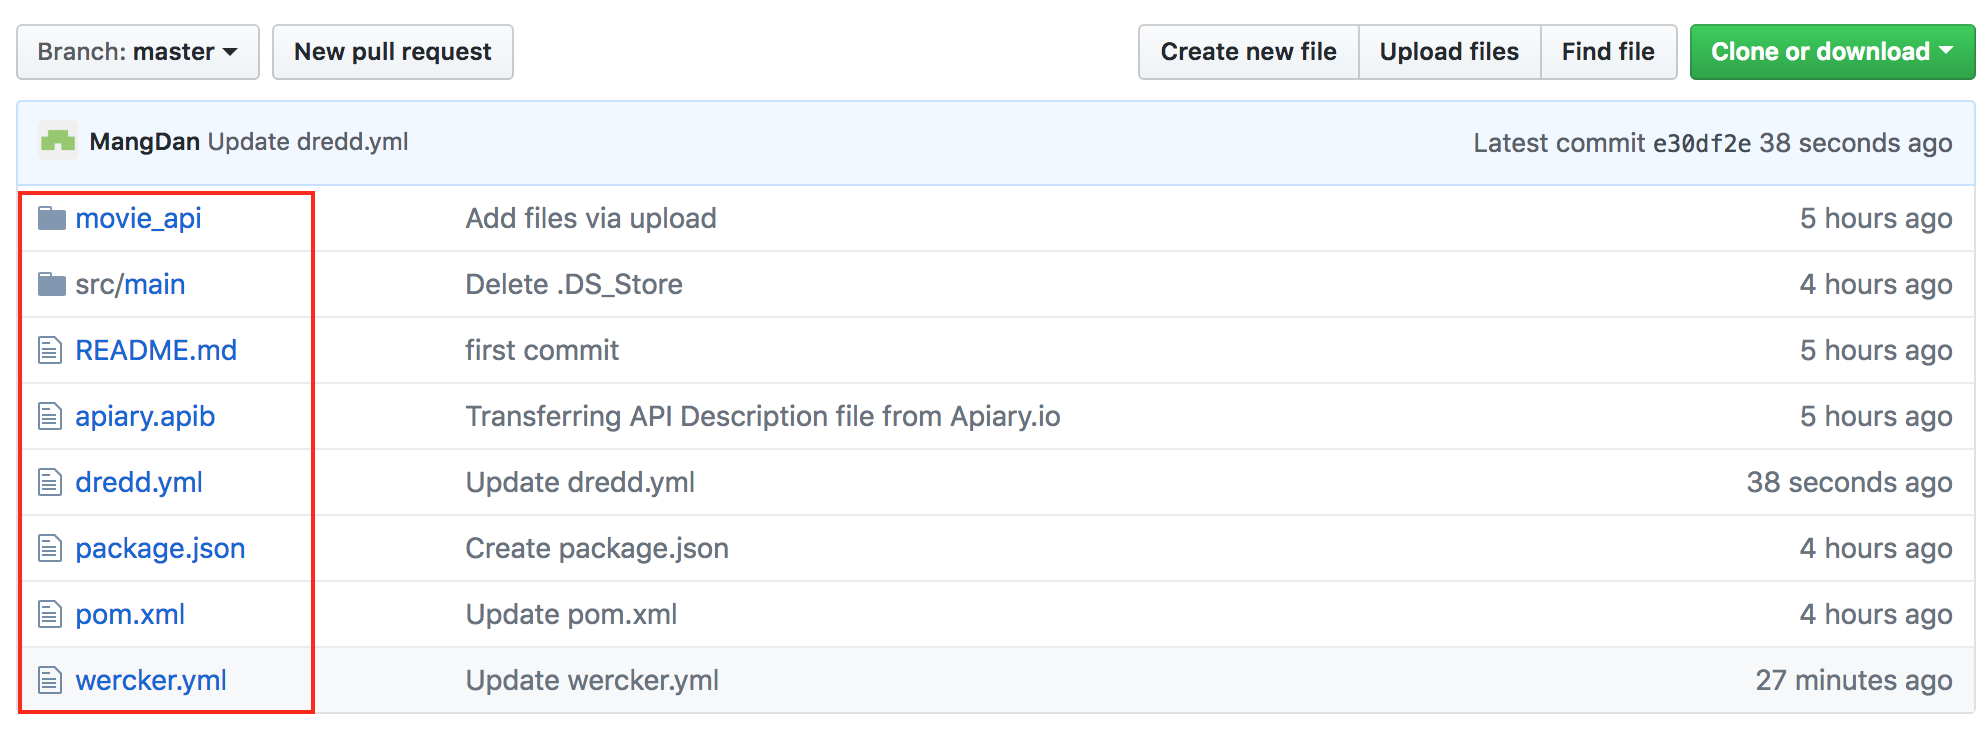 Branch: master New pull request Create new file Upload files Find file Clone or download
MangDan Update dredd.yml Latest commit e30df2e 38 seconds ago
movie_api Add files via upload 5 hours ago
src/main Delete .DS_Store 4 hours ago
README.md first commit 5 hours ago
apiary.apib Transferring API Description file from Apiary.io 5 hours ago
dredd.yml Update dredd.yml 38 seconds ago
package.json Create package.json 4 hours ago
pom.xml Update pom.xml 4 hours ago
wercker.yml Update wercker.yml 27 minutes ago